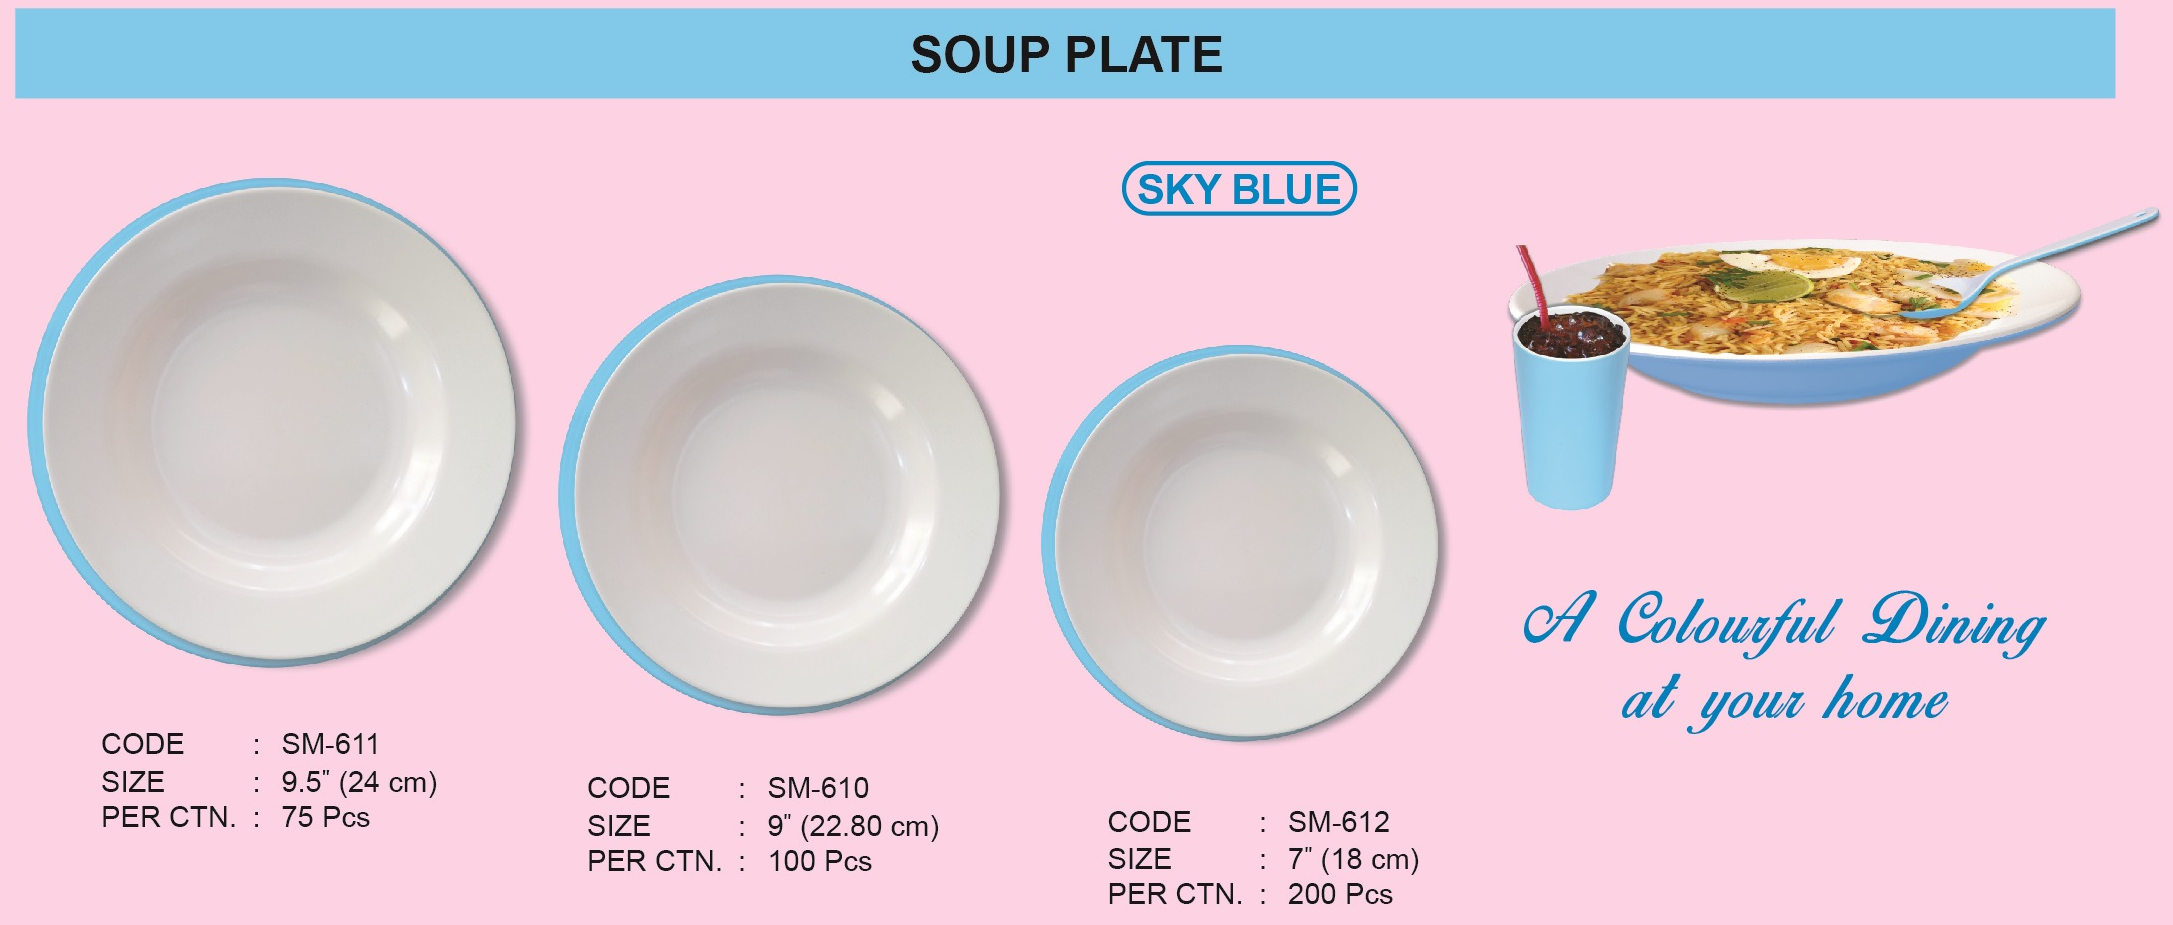 SOUP PLATE
SKY BLUE
CODE : SM-611
SIZE : 9.5" (24 cm)
PER CTN. : 75 Pcs
CODE : SM-610
SIZE : 9" (22.80 cm)
PER CTN. : 100 Pcs
CODE : SM-612
SIZE : 7" (18 cm)
PER CTN. : 200 Pcs
A Colourful Dining
at your home